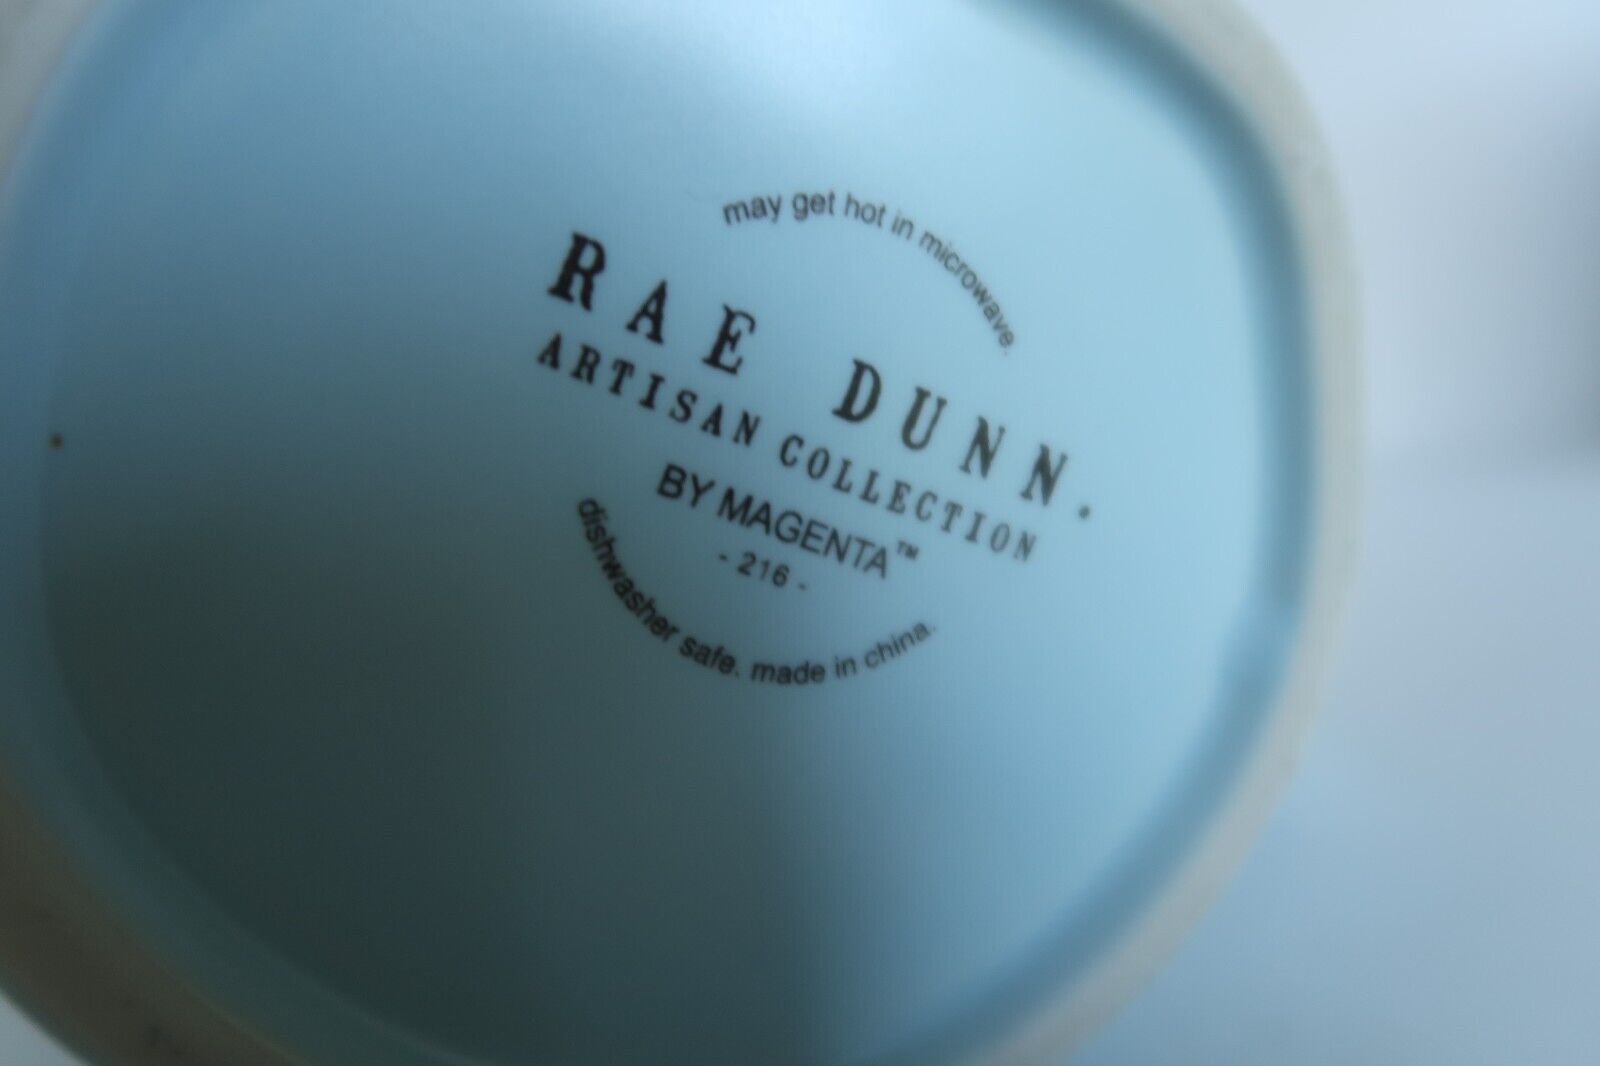 may get hot in microwave.
RAE DUNN.
ARTISAN COLLECTION
BY MAGENTA™
- 216 -
dishwasher safe. made in china.